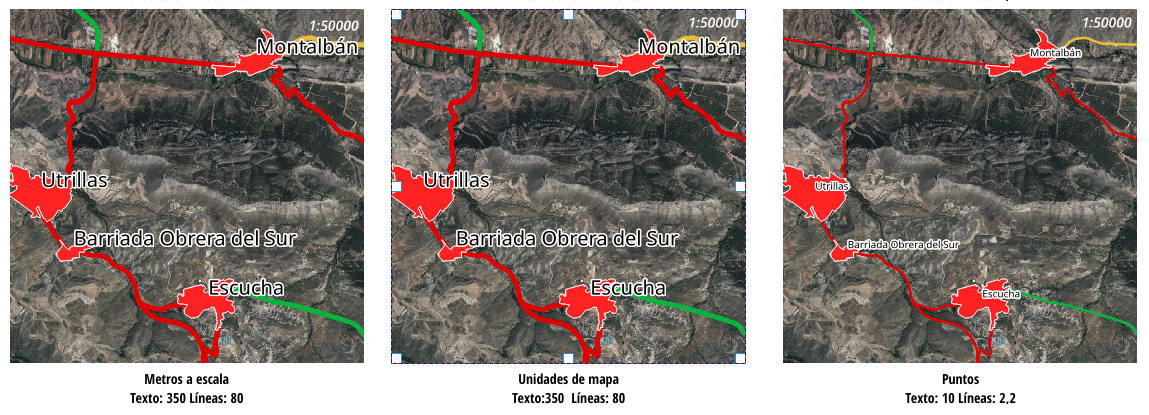 1:50000
Montalbán
Utrillas
Barriada Obrera del Sur
Escucha
Metros a escala
Texto: 350 Líneas: 80
1:50000
Montalbán
Utrillas
Barriada Obrera del Sur
Escucha
Unidades de mapa
Texto:350 Líneas: 80
1:50000
Montalbán
Utrillas
Barriada Obrera del Sur
Escucha
Puntos
Texto: 10 Líneas: 2,2